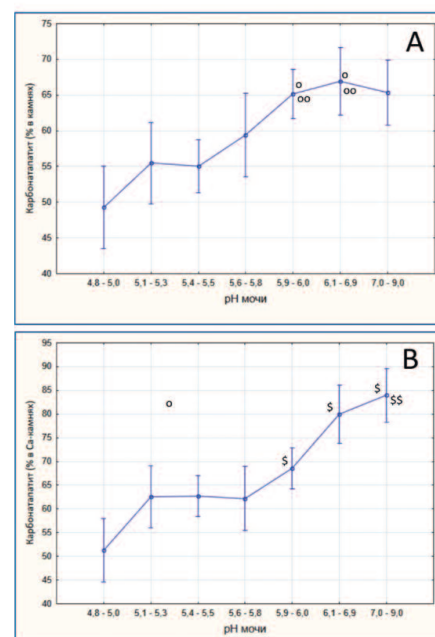 A
75
70
65
60
55
50
45
40
Карбонатапатит (% в камнях)
o
oo
o
oo
4,8 - 5,0 5,1 - 5,3 5,4 - 5,5 5,6 - 5,8 5,9 - 6,0 6,1 - 6,9 7,0 - 9,0
pH мочи
B
95
90
85
80
75
70
65
60
55
50
45
40
Карбонатапатит (% в Ca-камнях)
o
$
$
$
$$
4,8 - 5,0 5,1 - 5,3 5,4 - 5,5 5,6 - 5,8 5,9 - 6,0 6,1 - 6,9 7,0 - 9,0
pH мочи